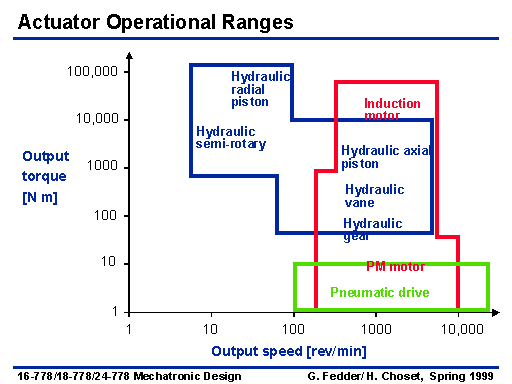 Actuator Operational Ranges
100,000
10,000
1000
100
10
1
Output
torque
[N m]
Hydraulic
radial
piston
Hydraulic
semi-rotary
Induction
motor
Hydraulic axial
piston
Hydraulic
vane
Hydraulic
gear
PM motor
Pneumatic drive
1 10 100 1000 10,000
Output speed [rev/min]
16-778/18-778/24-778 Mechatronic Design G. Fedder/ H. Choset, Spring 1999